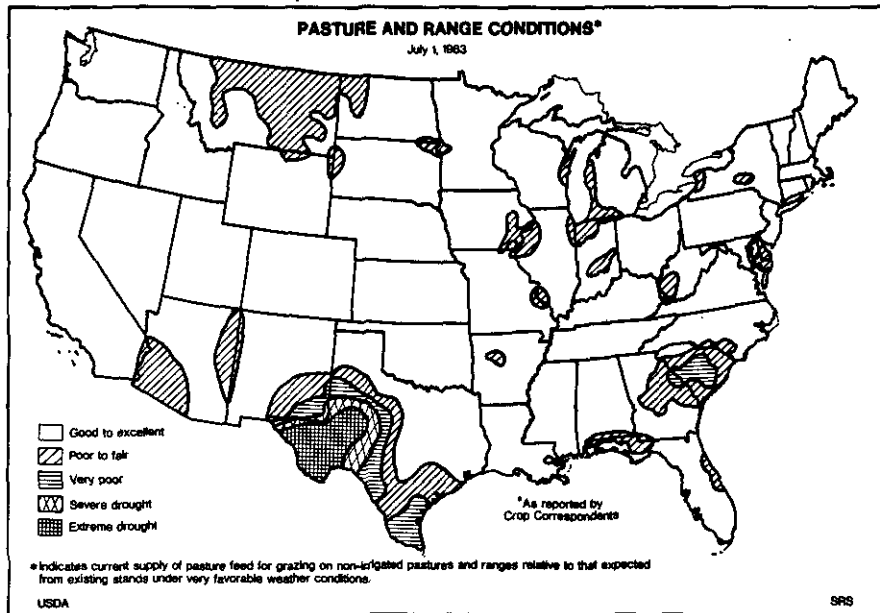 PASTURE AND RANGE CONDITIONS*
July 1, 1983
Good to excellent
Poor to fair
Very poor
Severe drought
Extreme drought
*As reported by
Crop Correspondents
*Indicates current supply of pasture feed for grazing on non-irrigated pastures and ranges relative to that expected
from existing stands under very favorable weather conditions.
USDA
SRS